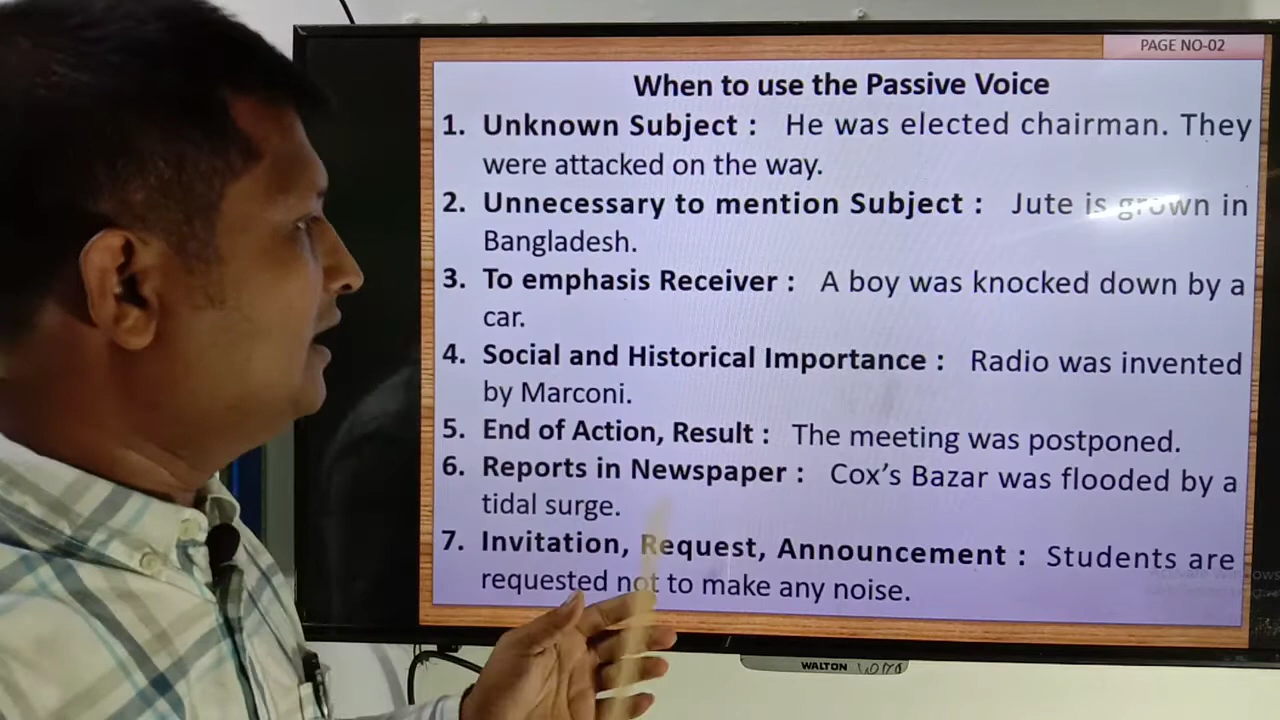 PAGE NO-02
When to use the Passive Voice
1. Unknown Subject : He was elected chairman. They
were attacked on the way.
2. Unnecessary to mention Subject : Jute is grown in
Bangladesh.
3. To emphasis Receiver : A boy was knocked down by a
car.
4. Social and Historical Importance : Radio was invented
by Marconi.
5. End of Action, Result : The meeting was postponed.
6. Reports in Newspaper : Cox's Bazar was flooded by a
tidal surge.
7. Invitation, Request, Announcement : Students are
requested not to make any noise.
WALTON